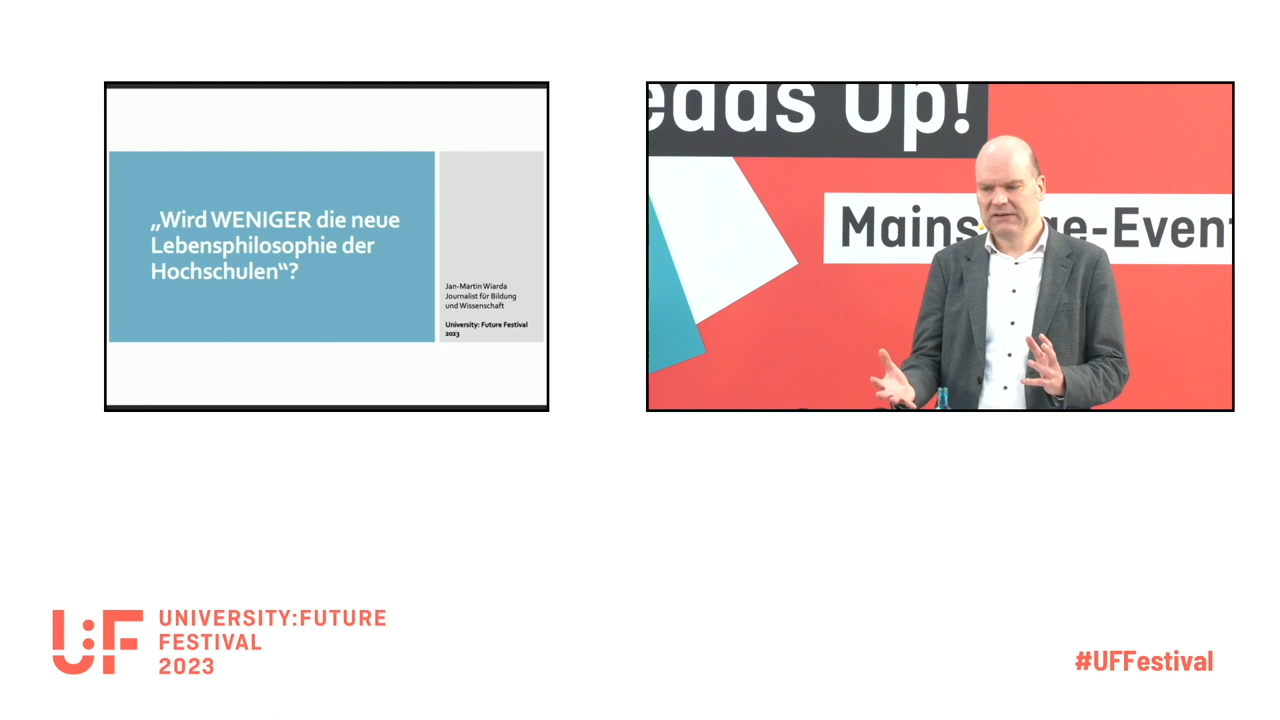 „Wird WENIGER die neue
Lebensphilosophie der
Hochschulen“?
Jan-Martin Wiarda
Journalist für Bildung
und Wissenschaft
University: Future Festival
2023
eads Up!
Mains ge-Event
U:F
UNIVERSITY:FUTURE
FESTIVAL
2023
#UFFestival